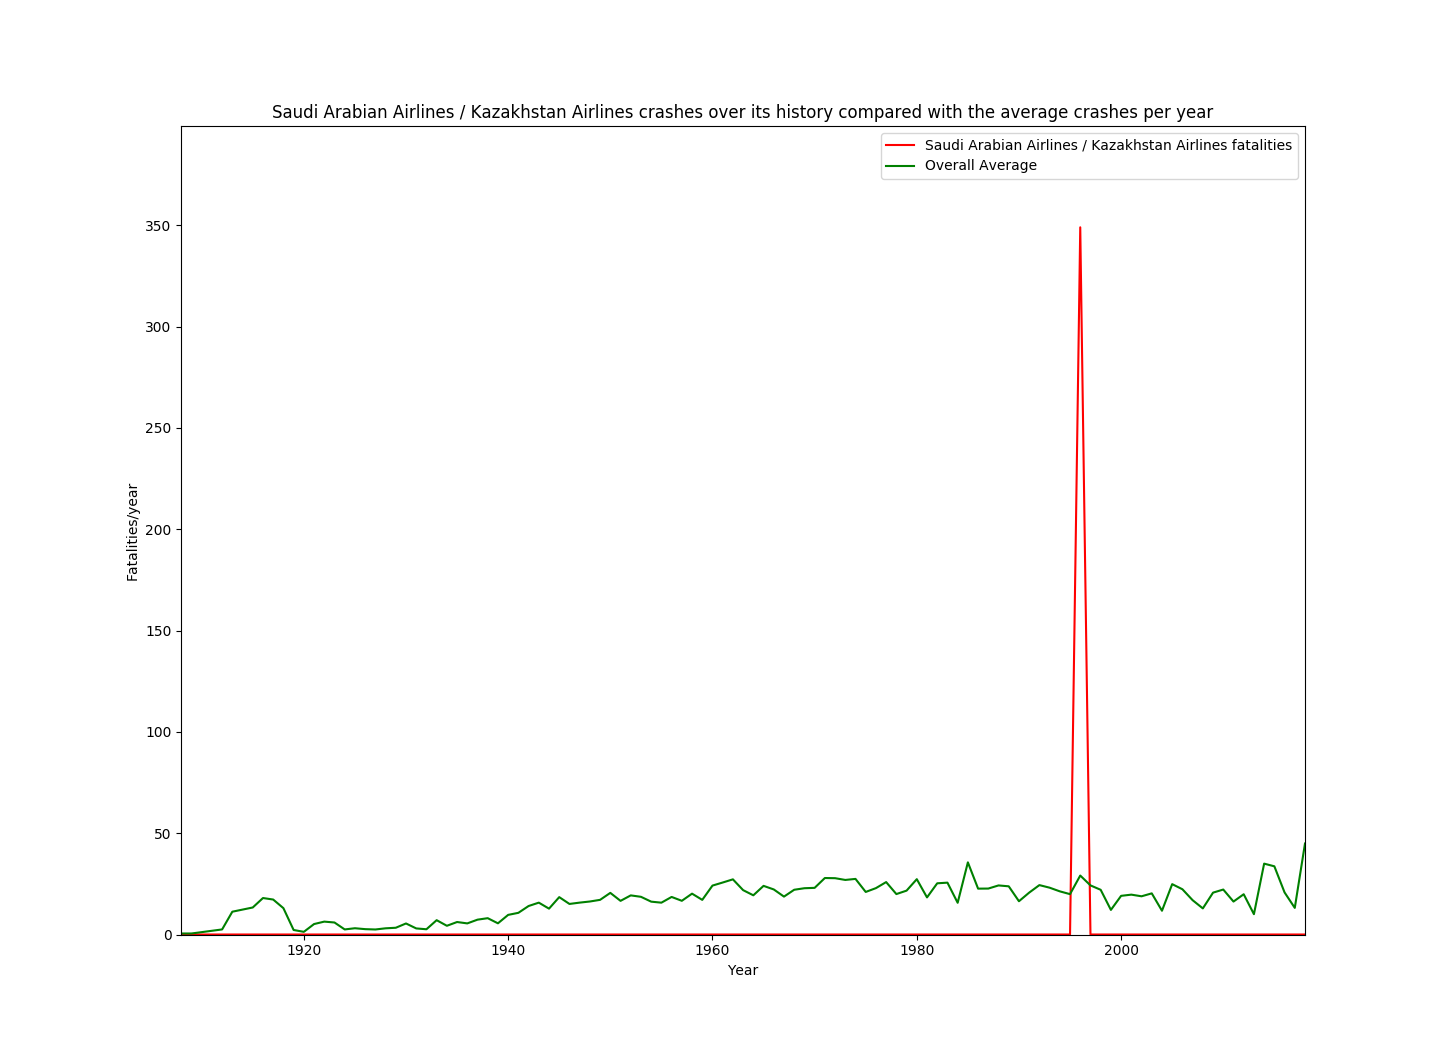 Saudi Arabian Airlines / Kazakhstan Airlines crashes over its history compared with the average crashes per year
Saudi Arabian Airlines / Kazakhstan Airlines fatalities
Overall Average
350
300
250
200
150
100
50
0
Fatalities/year
1920 1940 1960 1980 2000
Year